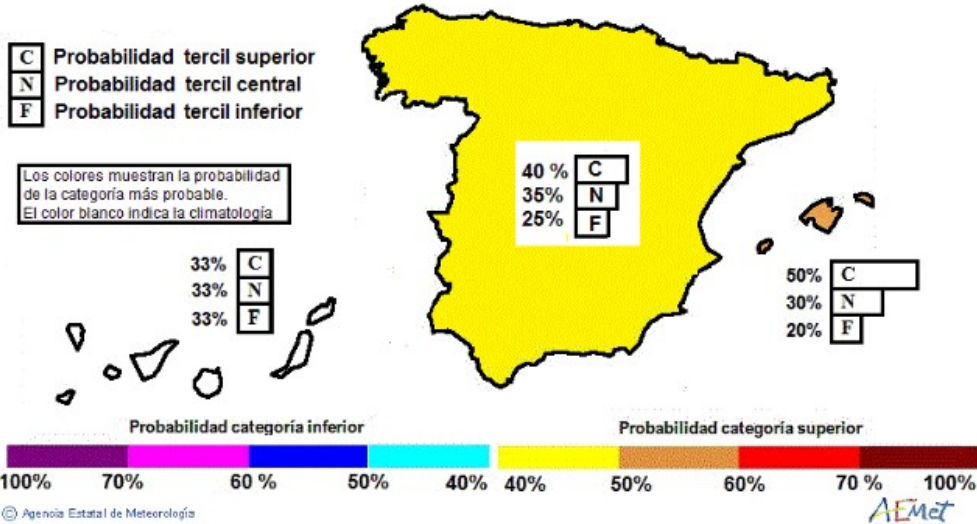 C Probabilidad tercil superior
N Probabilidad tercil central
F Probabilidad tercil inferior
Los colores muestran la probabilidad
de la categoría más probable.
El color blanco indica la climatología
40 % C
35% N
25% F
33% C
33% N
33% F
50% C
30% N
20% F
Probabilidad categoría inferior
Probabilidad categoría superior
100% 70% 60 % 50% 40% 40% 50% 60% 70 % 100%
© Agencia Estatal de Meteorología
AEMet